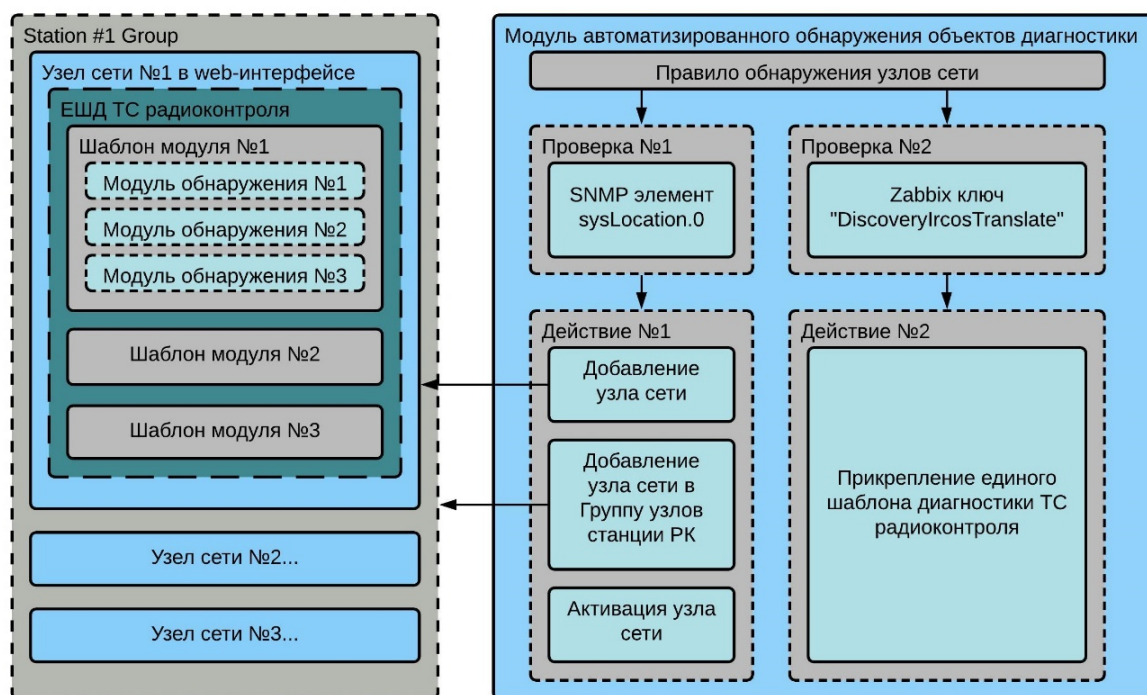 Station #1 Group
Узел сети №1 в web-интерфейсе
ЕШД ТС радиоконтроля
Шаблон модуля №1
Модуль обнаружения №1
Модуль обнаружения №2
Модуль обнаружения №3
Шаблон модуля №2
Шаблон модуля №3
Узел сети №2...
Узел сети №3...
Модуль автоматизированного обнаружения объектов диагностики
Правило обнаружения узлов сети
Проверка №1
SNMP элемент
sysLocation.0
Проверка №2
Zabbix ключ
"DiscoveryIrcosTranslate"
Действие №1
Добавление
узла сети
Добавление
узла сети в
Группу узлов
станции РК
Активация узла
сети
Действие №2
Прикрепление единого
шаблона диагностики ТС
радиоконтроля